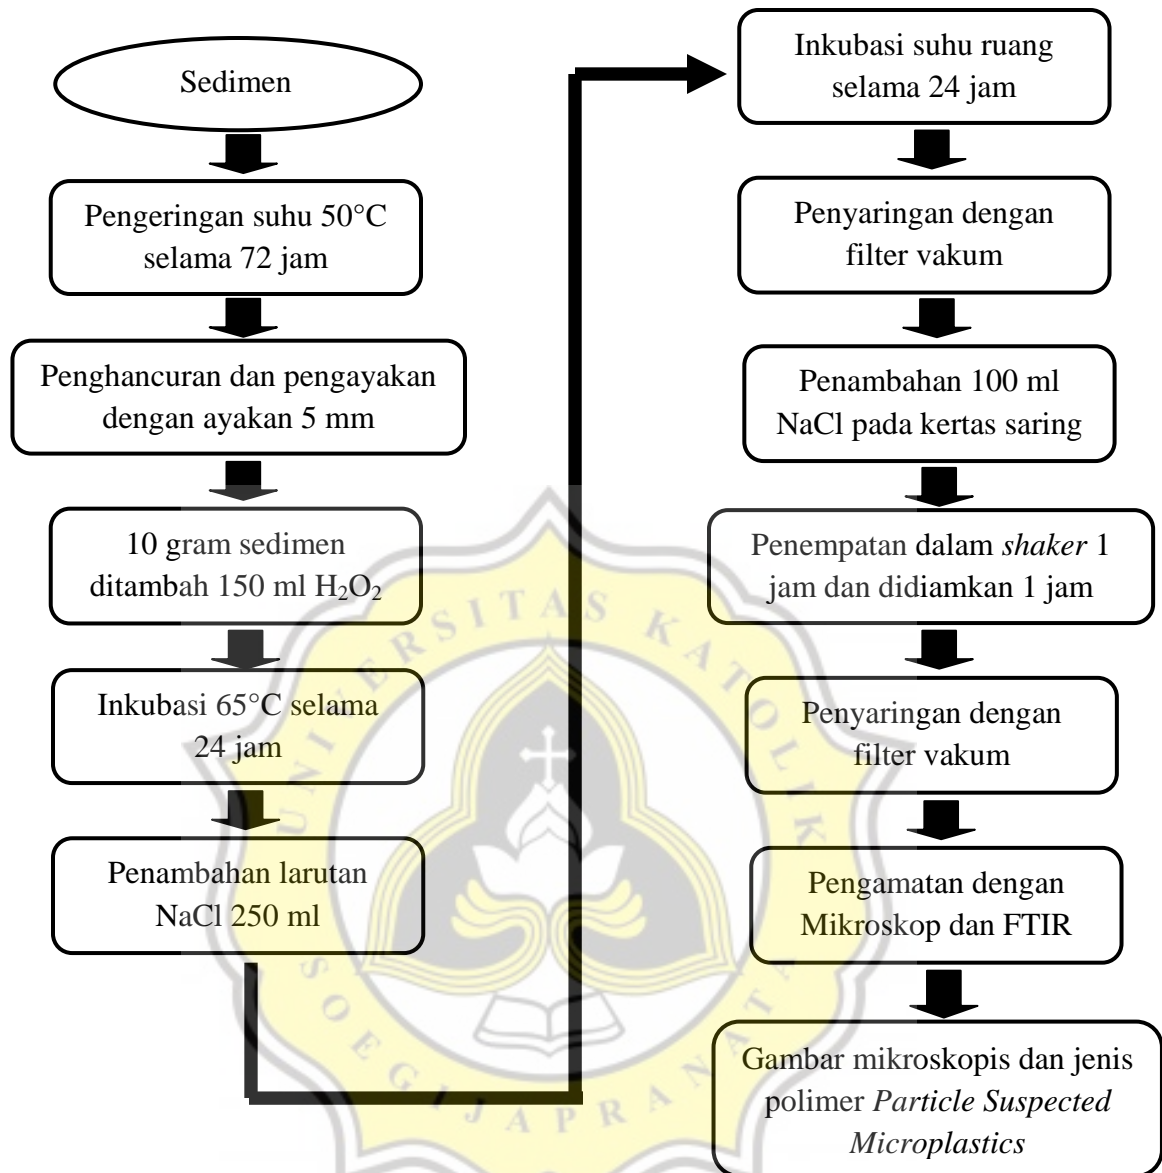 Sedimen
Pengeringan suhu 50°C
selama 72 jam
Penghancuran dan pengayakan
dengan ayakan 5 mm
10 gram sedimen
ditambah 150 ml H₂O₂
Inkubasi 65°C selama
24 jam
Penambahan larutan
NaCl 250 ml
Inkubasi suhu ruang
selama 24 jam
Penyaringan dengan
filter vakum
Penambahan 100 ml
NaCl pada kertas saring
Penempatan dalam shaker 1
jam dan didiamkan 1 jam
Penyaringan dengan
filter vakum
Pengamatan dengan
Mikroskop dan FTIR
Gambar mikroskopis dan jenis
polimer Particle Suspected
Microplastics
UNIVERSITAS KATOLIK
SOEGIJAPRANATA